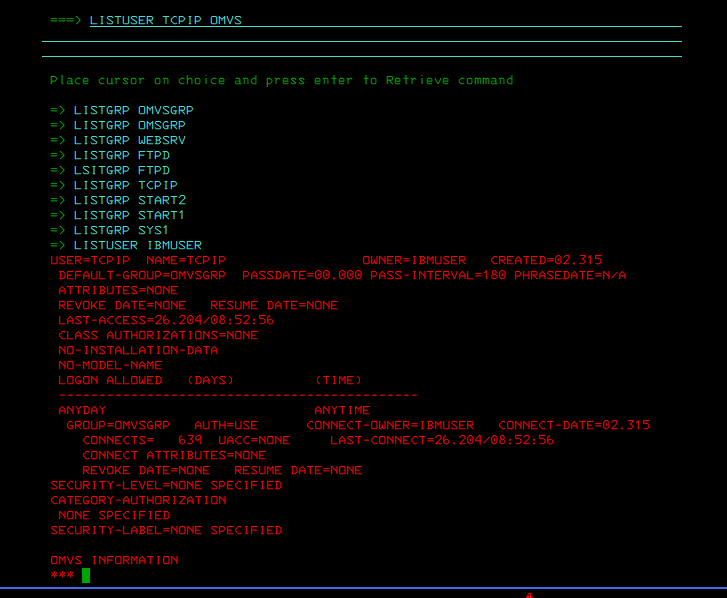 ===> LISTUSER TCPIP OMVS
Place cursor on choice and press enter to Retrieve command
=> LISTGRP OMVSGRP
=> LISTGRP OMSGRP
=> LISTGRP WEBSRV
=> LISTGRP FTPD
=> LSITGRP FTPD
=> LISTGRP TCPIP
=> LISTGRP START2
=> LISTGRP START1
=> LISTGRP SYS1
=> LISTUSER IBMUSER
USER=TCPIP  NAME=TCPIP                 OWNER=IBMUSER   CREATED=02.315
 DEFAULT-GROUP=OMVSGRP  PASSDATE=00.000 PASS-INTERVAL=180 PHRASEDATE=N/A
 ATTRIBUTES=NONE
 REVOKE DATE=NONE   RESUME DATE=NONE
 LAST-ACCESS=26.204/08:52:56
 CLASS AUTHORIZATIONS=NONE
 NO-INSTALLATION-DATA
 NO-MODEL-NAME
 LOGON ALLOWED   (DAYS)          (TIME)
 ---------------------------------------------
 ANYDAY                          ANYTIME
  GROUP=OMVSGRP   AUTH=USE      CONNECT-OWNER=IBMUSER   CONNECT-DATE=02.315
    CONNECTS=   639  UACC=NONE     LAST-CONNECT=26.204/08:52:56
    CONNECT ATTRIBUTES=NONE
    REVOKE DATE=NONE   RESUME DATE=NONE
SECURITY-LEVEL=NONE SPECIFIED
CATEGORY-AUTHORIZATION
 NONE SPECIFIED
SECURITY-LABEL=NONE SPECIFIED
OMVS INFORMATION
***